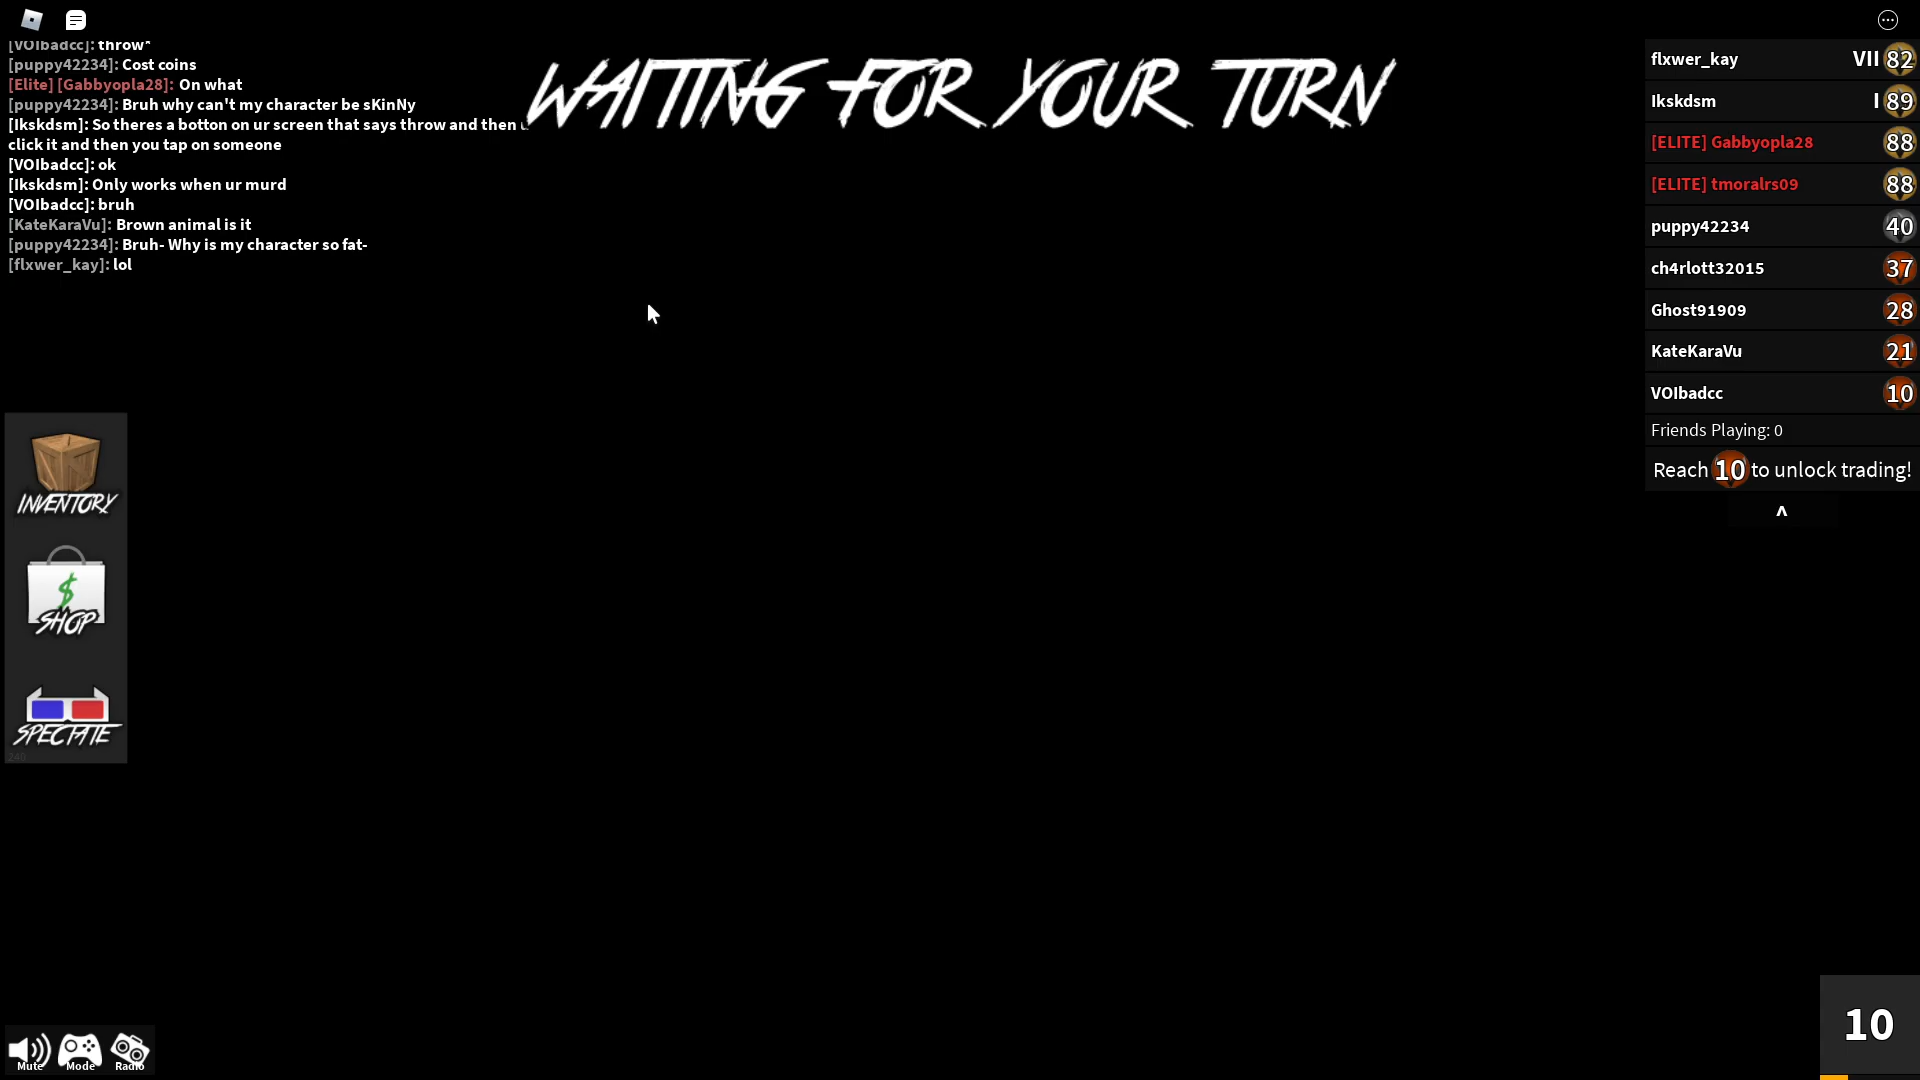 [VOIbadcc]: throw*
[puppy42234]: Cost coins
[Elite] [Gabbyopla28]: On what
[puppy42234]: Bruh why can't my character be sKinNy
[Ikskdsm]: So theres a botton on ur screen that says throw and then
click it and then you tap on someone
[VOIbadcc]: ok
[Ikskdsm]: Only works when ur murd
[VOIbadcc]: bruh
[KateKaraVu]: Brown animal is it
[puppy42234]: Bruh- Why is my character so fat-
[flxwer_kay]: lol
WAITING FOR YOUR TURN
flxwer_kay VII 82
Ikskdsm I 89
[ELITE] Gabbyopla28 88
[ELITE] tmoralrs09 88
puppy42234 40
ch4rlott32015 37
Ghost91909 28
KateKaraVu 21
VOIbadcc 10
Friends Playing: 0
Reach 10 to unlock trading!
INVENTORY
$
SHOP
SPECTATE
240
Mute
Mode
Radio
10